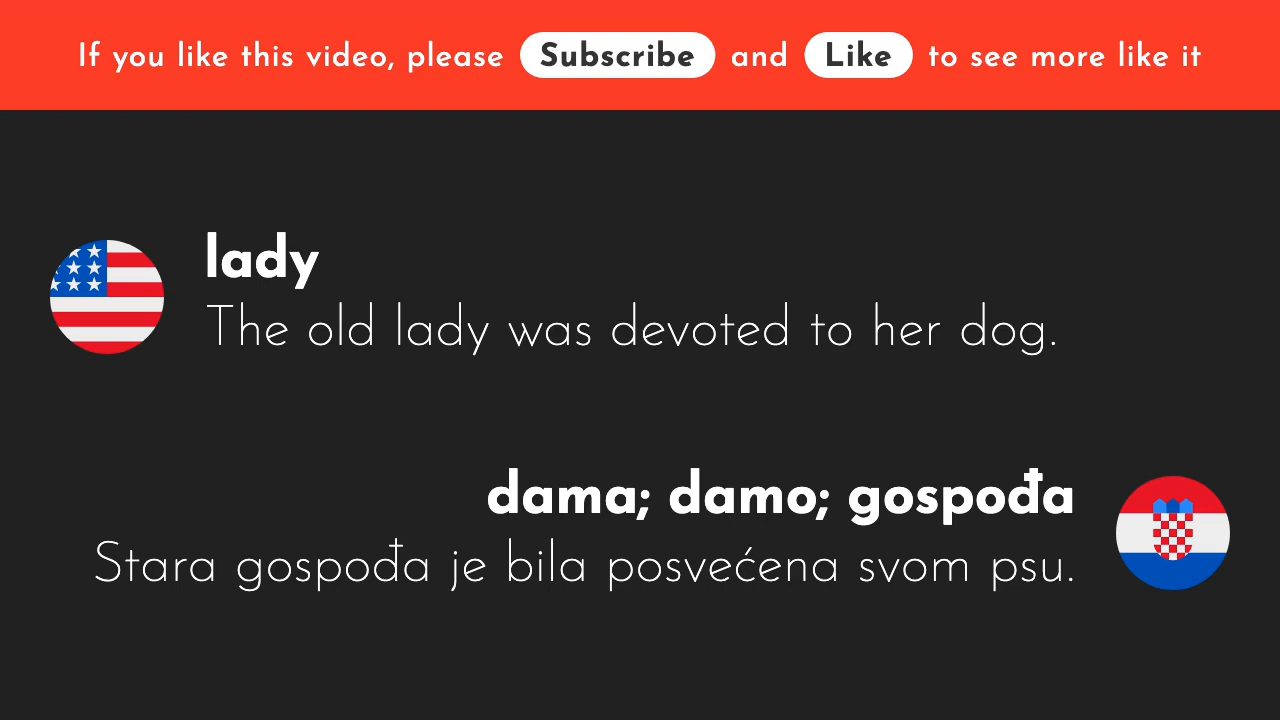 If you like this video, please Subscribe and Like to see more like it
lady
The old lady was devoted to her dog.
dama; damo; gospođa
Stara gospođa je bila posvećena svom psu.